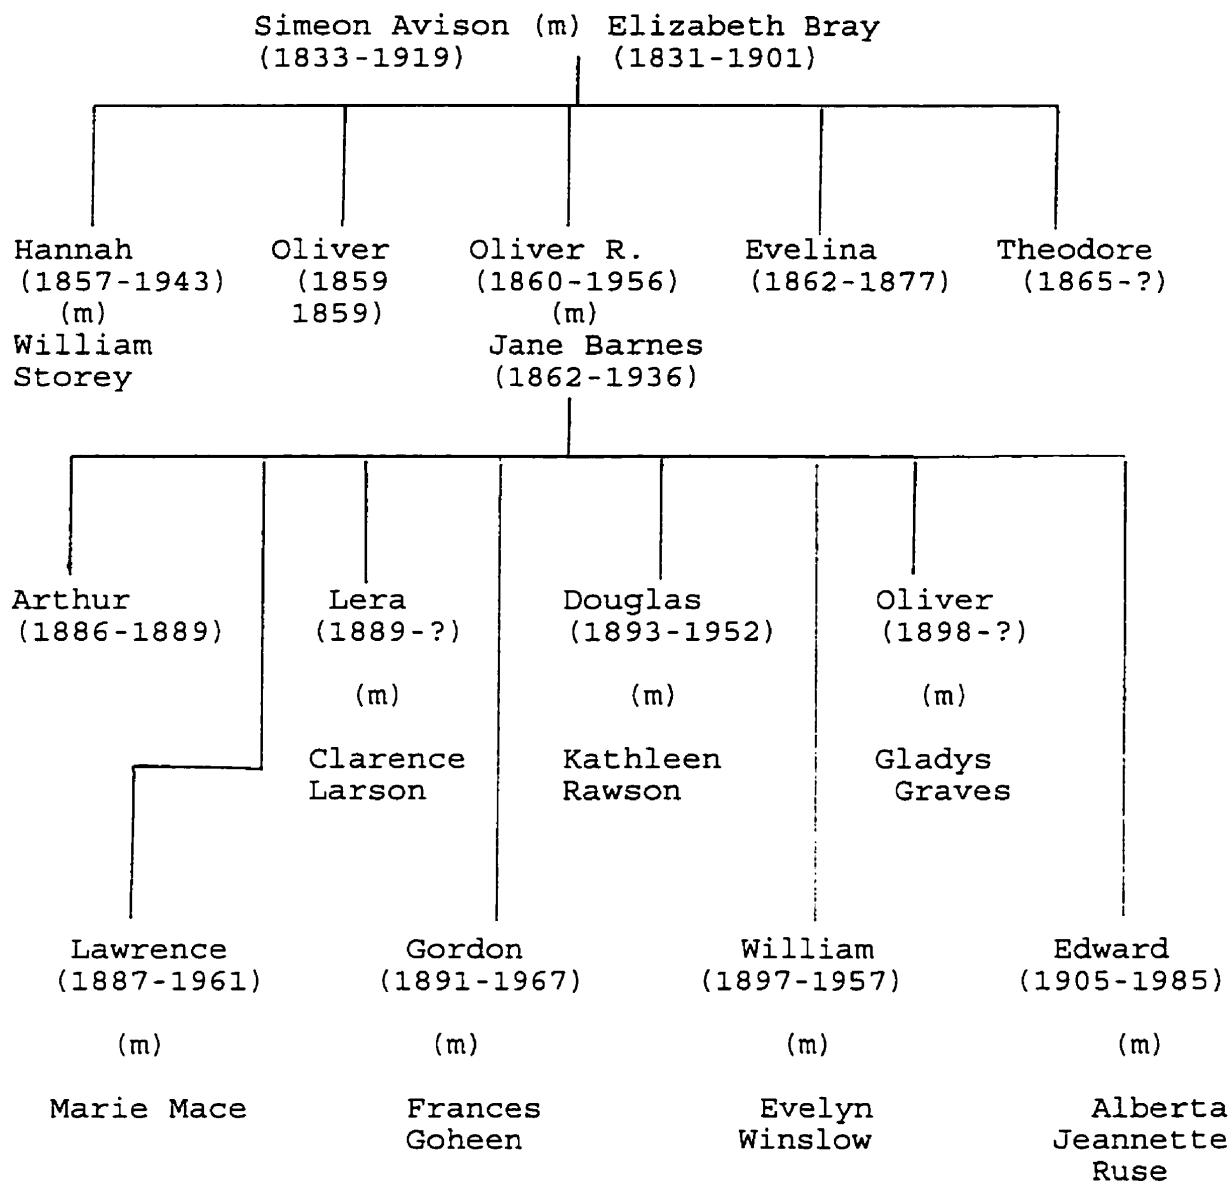 Simeon Avison (m) Elizabeth Bray
(1833-1919) (1831-1901)
Hannah Oliver Oliver R. Evelina Theodore
(1857-1943) (1859 (1860-1956) (1862-1877) (1865-?)
(m) 1859) (m)
William Jane Barnes
Storey (1862-1936)
Arthur Lera Douglas Oliver
(1886-1889) (1889-?) (1893-1952) (1898-?)
(m) (m) (m)
Clarence Kathleen Gladys
Larson Rawson Graves
Lawrence Gordon William Edward
(1887-1961) (1891-1967) (1897-1957) (1905-1985)
(m) (m) (m) (m)
Marie Mace Frances Evelyn Alberta
Goheen Winslow Jeannette
Ruse